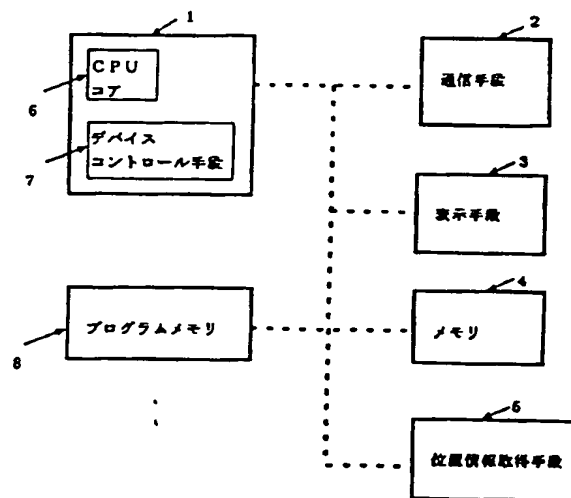 1
CPU
コア
6
デバイス
コントロール手段
7
2
通信手段
3
表示手段
プログラムメモリ
8
4
メモリ
5
位置情報取得手段